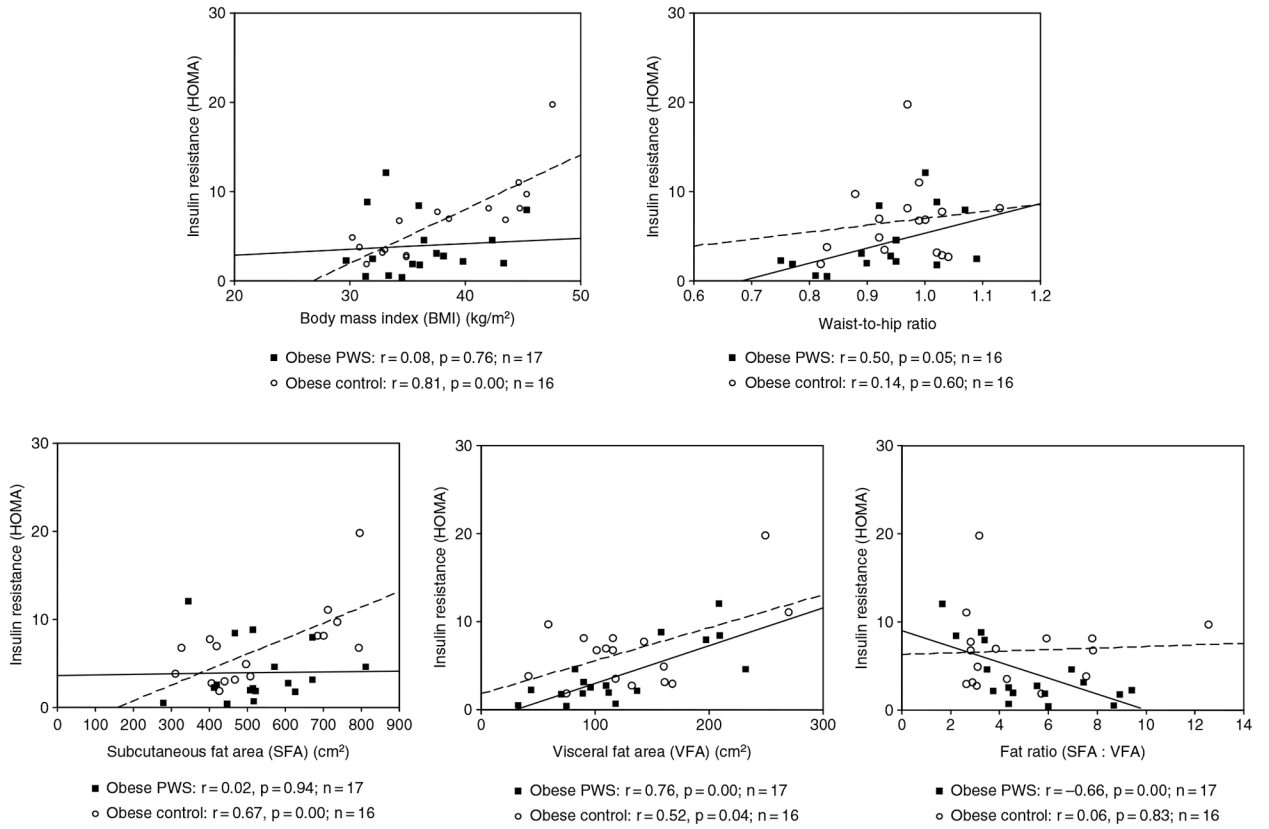 30
20
10
0
Insulin resistance (HOMA)
20
30
40
50
Body mass index (BMI) (kg/m²)
Obese PWS: r = 0.08, p = 0.76; n = 17
Obese control: r = 0.81, p = 0.00; n = 16
30
20
10
0
Insulin resistance (HOMA)
0.6
0.7
0.8
0.9
1.0
1.1
1.2
Waist-to-hip ratio
Obese PWS: r = 0.50, p = 0.05; n = 16
Obese control: r = 0.14, p = 0.60; n = 16
30
20
10
0
Insulin resistance (HOMA)
0
100
200
300
400
500
600
700
800
900
Subcutaneous fat area (SFA) (cm²)
Obese PWS: r = 0.02, p = 0.94; n = 17
Obese control: r = 0.67, p = 0.00; n = 16
30
20
10
0
Insulin resistance (HOMA)
0
100
200
300
Visceral fat area (VFA) (cm²)
Obese PWS: r = 0.76, p = 0.00; n = 17
Obese control: r = 0.52, p = 0.04; n = 16
30
20
10
0
Insulin resistance (HOMA)
0
2
4
6
8
10
12
14
Fat ratio (SFA : VFA)
Obese PWS: r = –0.66, p = 0.00; n = 17
Obese control: r = 0.06, p = 0.83; n = 16